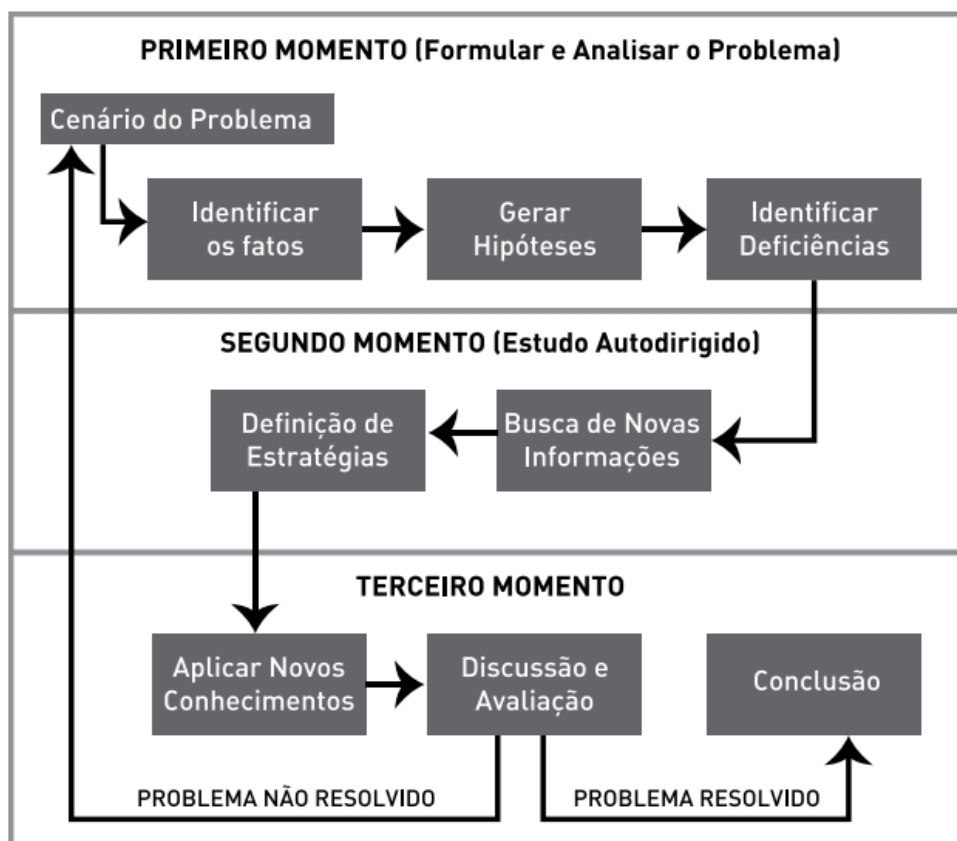 PRIMEIRO MOMENTO (Formular e Analisar o Problema)
Cenário do Problema
Identificar
os fatos
Gerar
Hipóteses
Identificar
Deficiências
SEGUNDO MOMENTO (Estudo Autodirigido)
Definição de
Estratégias
Busca de Novas
Informações
TERCEIRO MOMENTO
Aplicar Novos
Conhecimentos
Discussão e
Avaliação
Conclusão
PROBLEMA NÃO RESOLVIDO
PROBLEMA RESOLVIDO